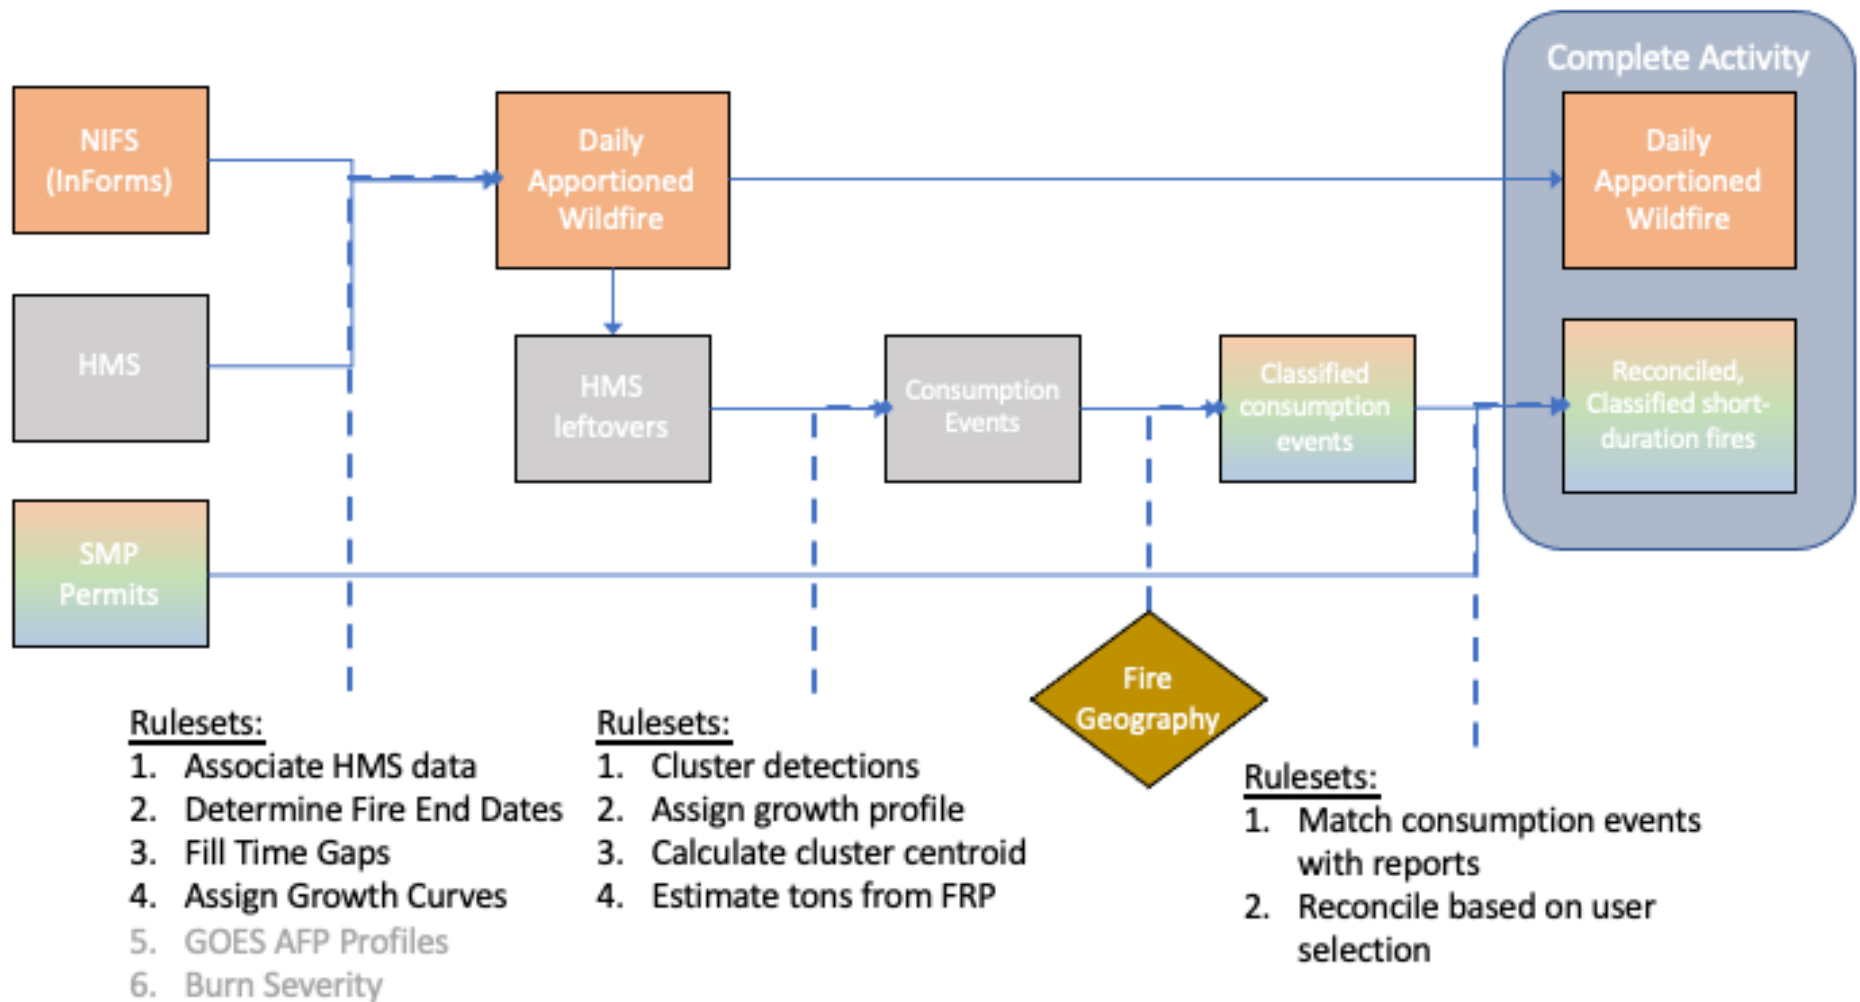 Complete Activity
NIFS
(InForms)
Daily
Apportioned
Wildfire
Daily
Apportioned
Wildfire
HMS
HMS
leftovers
Consumption
Events
Classified
consumption
events
Reconciled,
Classified short-
duration fires
SMP
Permits
Fire
Geography
Rulesets:
1. Associate HMS data
2. Determine Fire End Dates
3. Fill Time Gaps
4. Assign Growth Curves
5. GOES AFP Profiles
6. Burn Severity
Rulesets:
1. Cluster detections
2. Assign growth profile
3. Calculate cluster centroid
4. Estimate tons from FRP
Rulesets:
1. Match consumption events
with reports
2. Reconcile based on user
selection